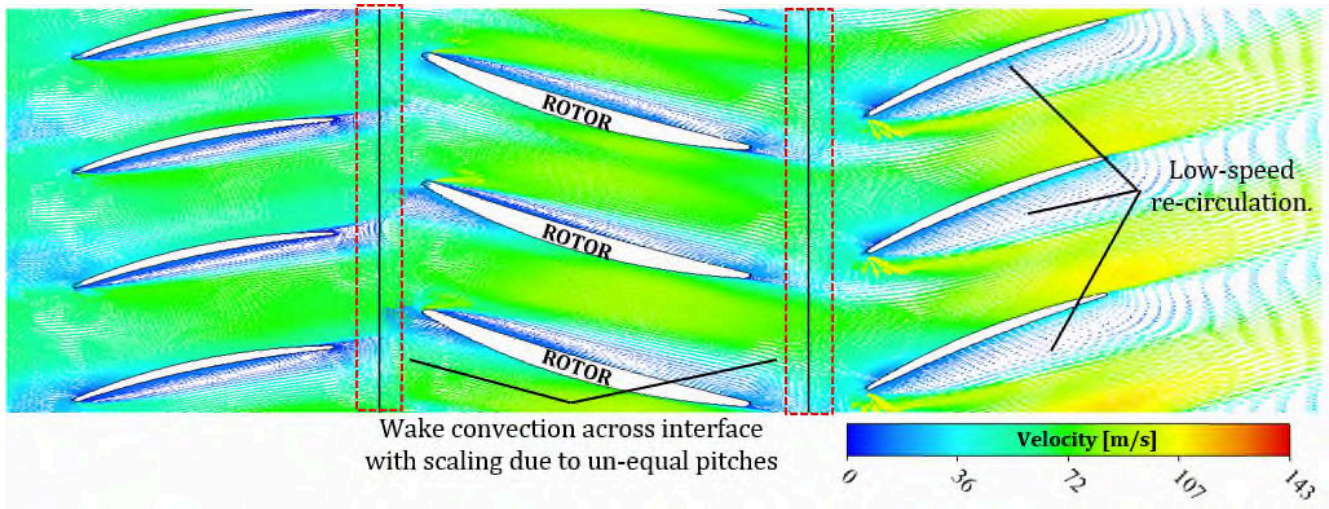 ROTOR
ROTOR
ROTOR
Low-speed
re-circulation.
Wake convection across interface
with scaling due to un-equal pitches
Velocity [m/s]
0 36 72 107 143